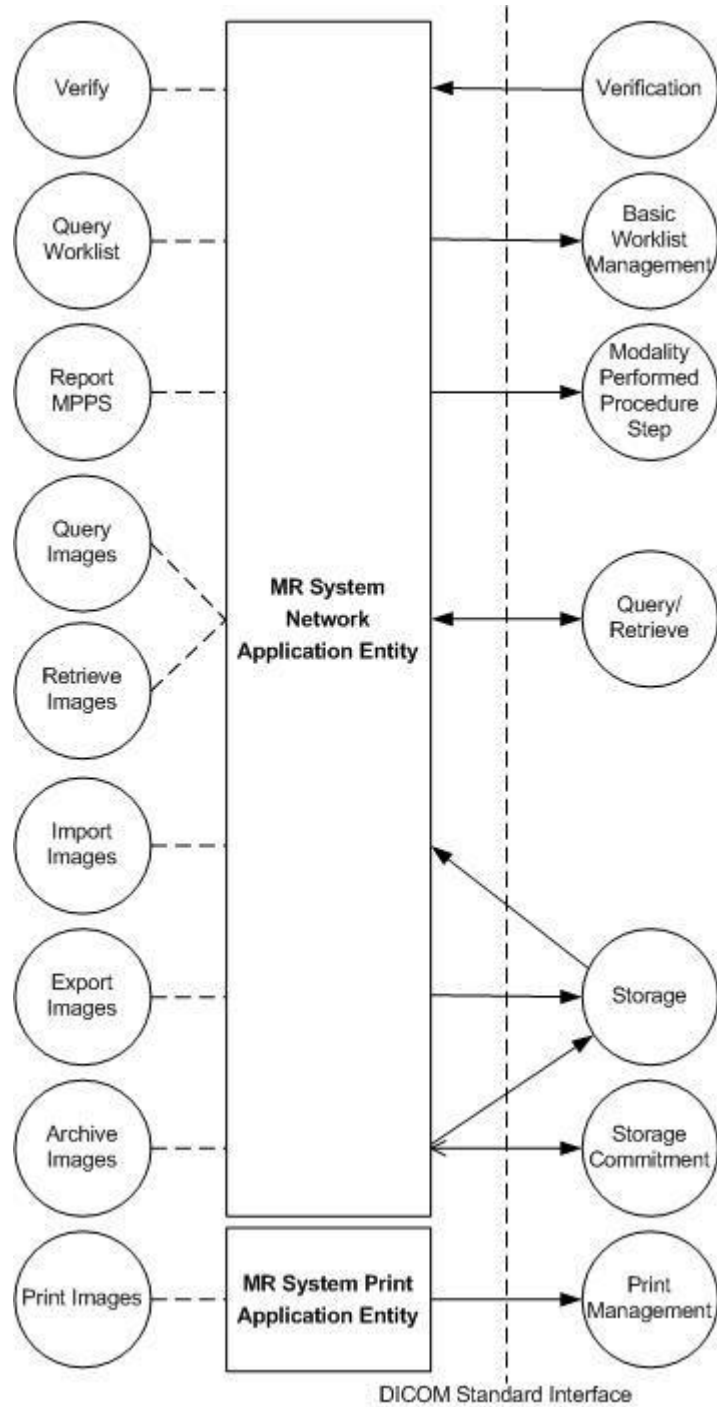 Verify
Verification
Query
Worklist
Basic
Worklist
Management
Report
MPPS
Modality
Performed
Procedure
Step
Query
Images
MR System
Network
Application Entity
Query/
Retrieve
Retrieve
Images
Import
Images
Export
Images
Storage
Archive
Images
Storage
Commitment
Print Images
MR System Print
Application Entity
Print
Management
DICOM Standard Interface